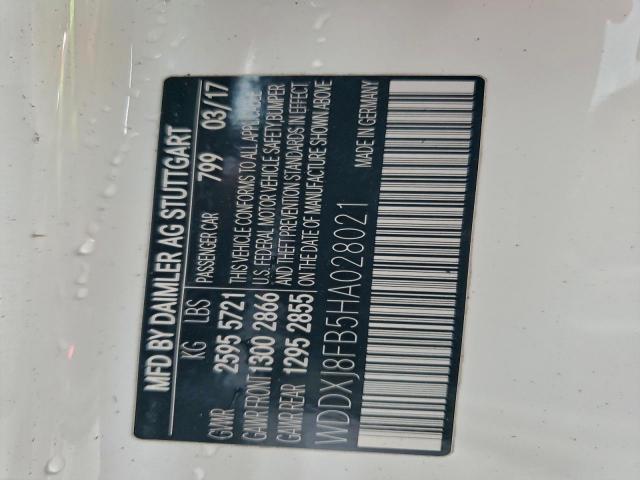 MFD BY DAIMLER AG STUTTGART
KG LBS PASSENGER CAR 799 03/17
GVWR 2595 5721 THIS VEHICLE CONFORMS TO ALL APPLICABLE
GAWR FRONT 1300 2866 U.S. FEDERAL MOTOR VEHICLE SAFETY, BUMPER
GAWR REAR 1295 2855 AND THEFT PREVENTION STANDARDS IN EFFECT
ON THE DATE OF MANUFACTURE SHOWN ABOVE
WDDXJ8FB5HA028021 MADE IN GERMANY